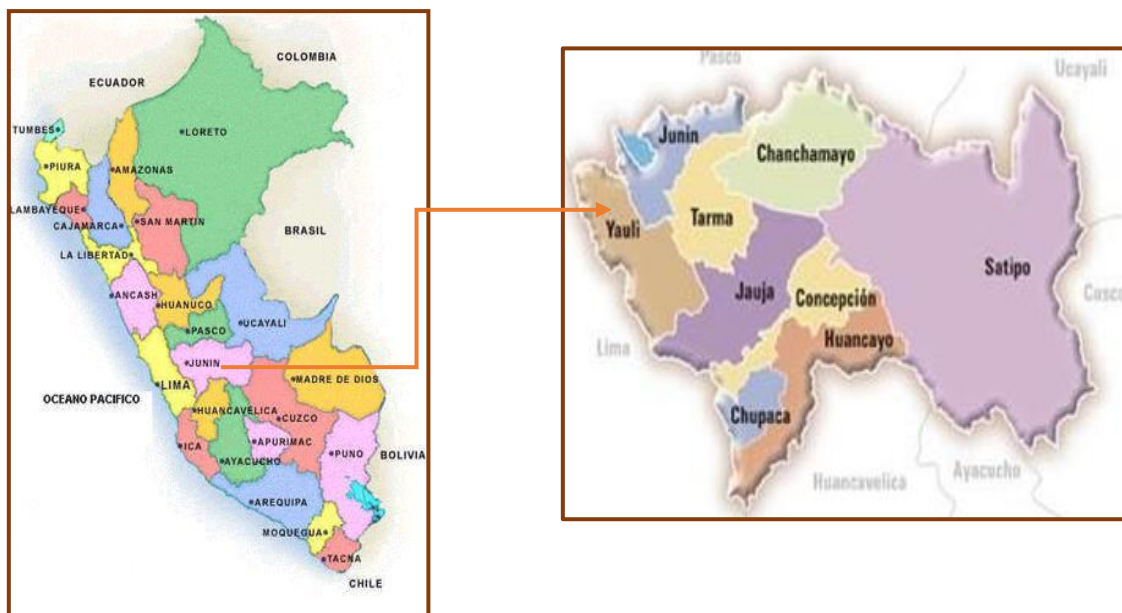 COLOMBIA
ECUADOR
TUMBES
LORETO
PIURA
AMAZONAS
LAMBAYEQUE
SAN MARTIN
CAJAMARCA
BRASIL
LA LIBERTAD
ANCASH
HUANUCO
UCAYALI
PASCO
JUNIN
LIMA
MADRE DE DIOS
OCEANO PACIFICO
HUANCAVELICA
CUZCO
ICA
APURIMAC
PUNO
BOLIVIA
AYACUCHO
AREQUIPA
MOQUEGUA
TACNA
CHILE
Pasco
Ucayali
Junín
Chanchamayo
Tarma
Yauli
Satipo
Jauja
Concepción
Cusco
Huancayo
Lima
Chupaca
Ayacucho
Huancavelica